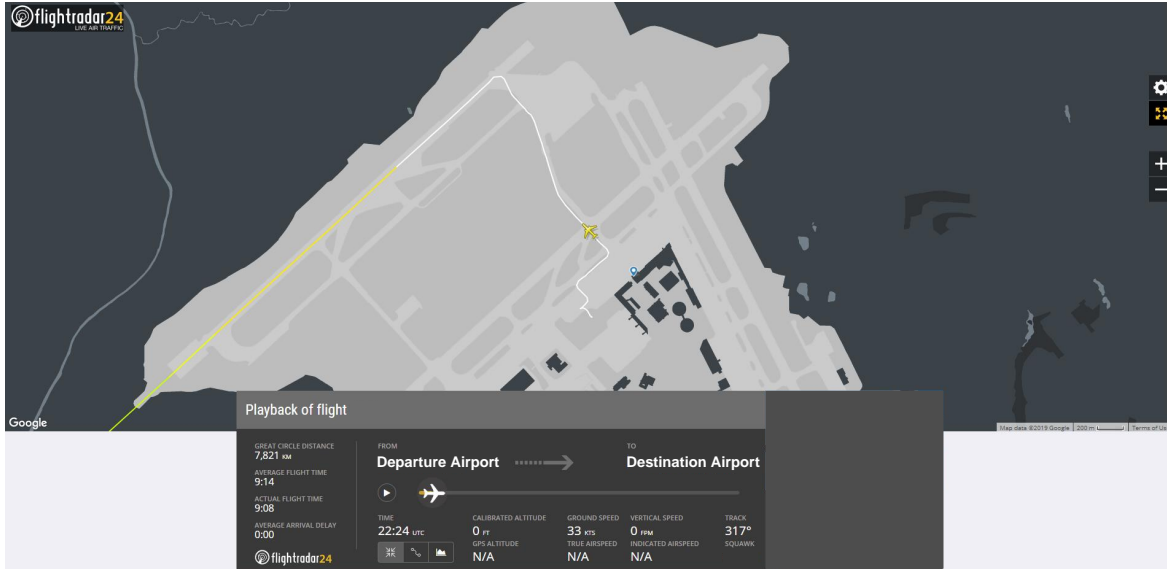 flightradar24
LIVE AIR TRAFFIC
Google
Map data ©2019 Google 200 m Terms of Us
Playback of flight
GREAT CIRCLE DISTANCE
7,821 KM
AVERAGE FLIGHT TIME
9:14
ACTUAL FLIGHT TIME
9:08
AVERAGE ARRIVAL DELAY
0:00
flightradar24
FROM
Departure Airport
TO
Destination Airport
TIME
22:24 UTC
CALIBRATED ALTITUDE
0 FT
GPS ALTITUDE
N/A
GROUND SPEED
33 KTS
TRUE AIRSPEED
N/A
VERTICAL SPEED
0 FPM
INDICATED AIRSPEED
N/A
TRACK
317°
SQUAWK